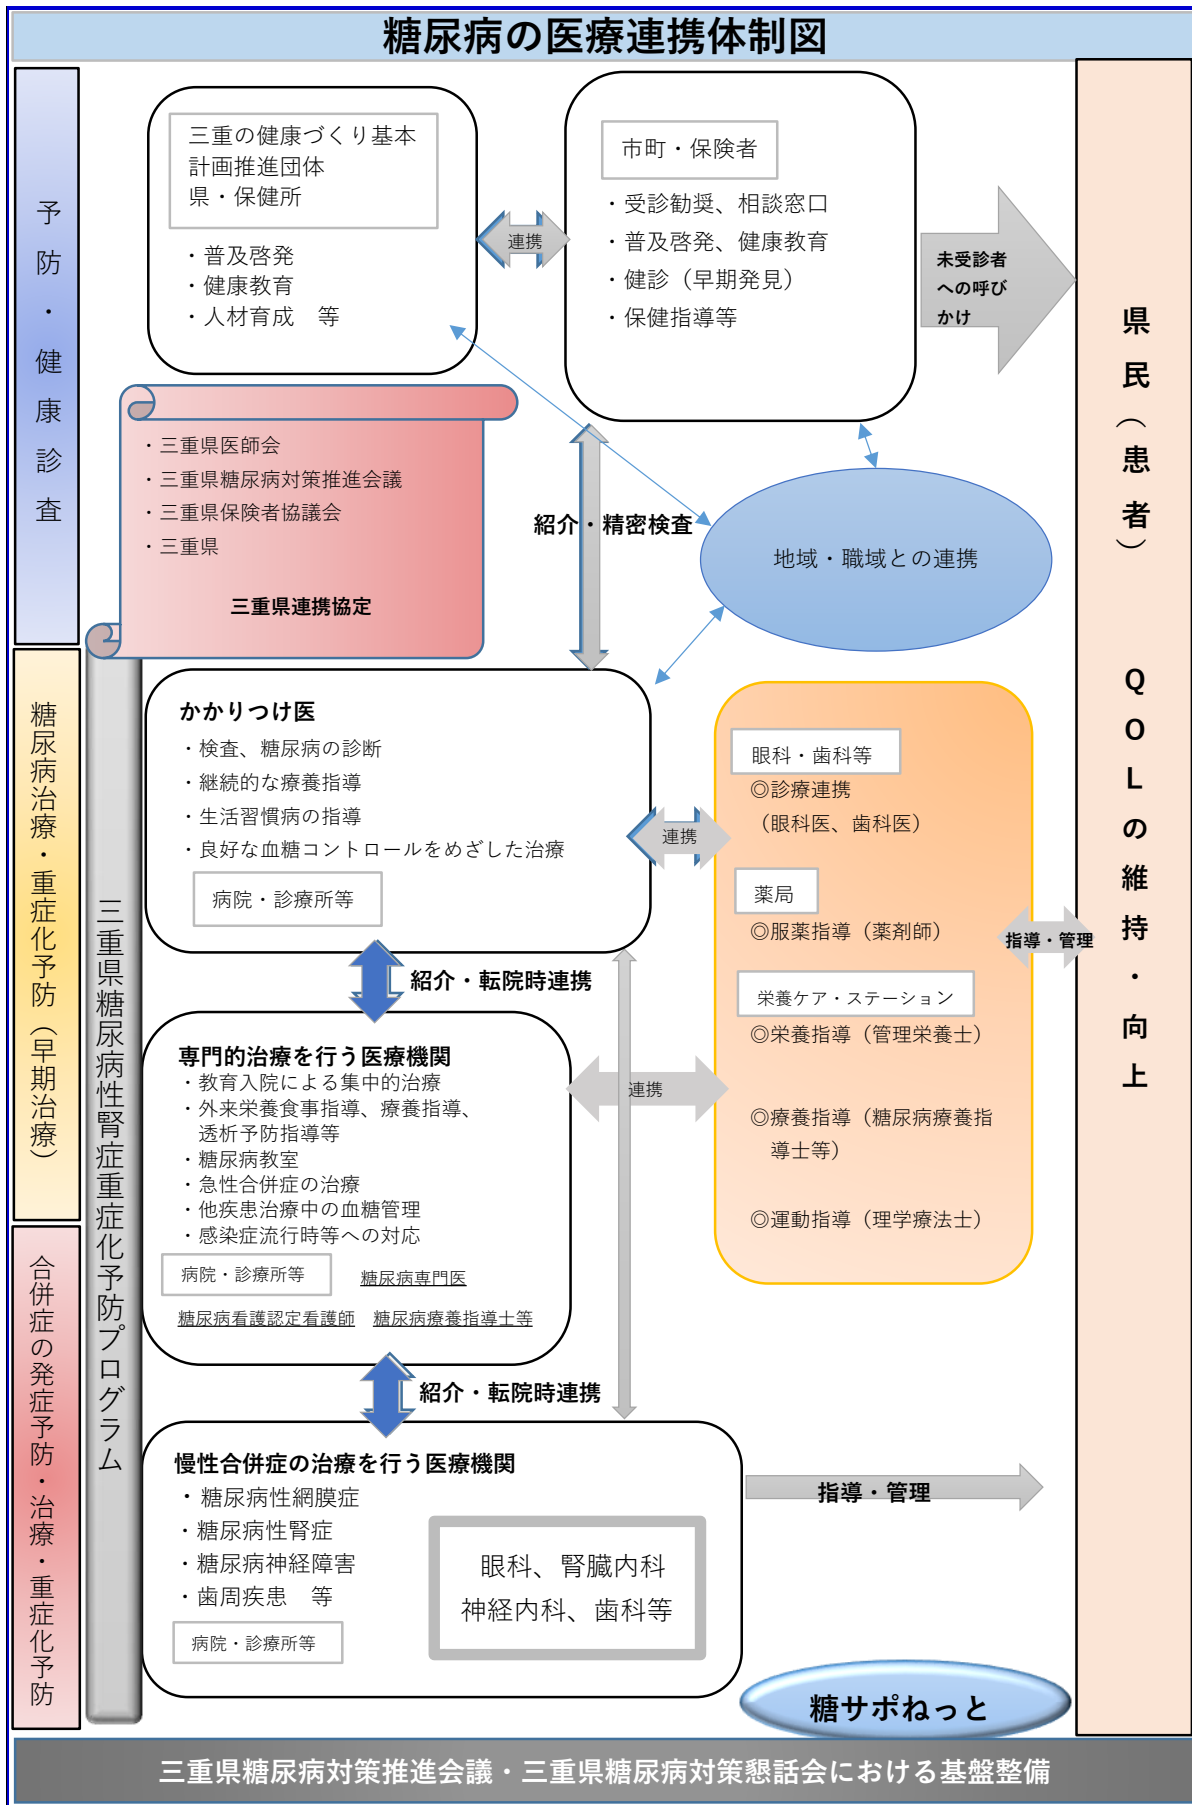 糖尿病の医療連携体制図
予防・健康診査
三重の健康づくり基本
計画推進団体
県・保健所
・普及啓発
・健康教育
・人材育成　等
連携
市町・保険者
・受診勧奨、相談窓口
・普及啓発、健康教育
・健診（早期発見）
・保健指導等
未受診者
への呼び
かけ
県民（患者）　QOLの維持・向上
・三重県医師会
・三重県糖尿病対策推進会議
・三重県保険者協議会
・三重県
三重県連携協定
紹介・精密検査
地域・職域との連携
糖尿病治療・重症化予防（早期治療）
三重県糖尿病性腎症重症化予防プログラム
かかりつけ医
・検査、糖尿病の診断
・継続的な療養指導
・生活習慣病の指導
・良好な血糖コントロールをめざした治療
病院・診療所等
連携
眼科・歯科等
◎診療連携
（眼科医、歯科医）
薬局
◎服薬指導（薬剤師）
栄養ケア・ステーション
◎栄養指導（管理栄養士）
◎療養指導（糖尿病療養指
導士等）
◎運動指導（理学療法士）
指導・管理
紹介・転院時連携
専門的治療を行う医療機関
・教育入院による集中的治療
・外来栄養食事指導、療養指導、
透析予防指導等
・糖尿病教室
・急性合併症の治療
・他疾患治療中の血糖管理
・感染症流行時等への対応
病院・診療所等
糖尿病専門医
糖尿病看護認定看護師　糖尿病療養指導士等
連携
合併症の発症予防・治療・重症化予防
紹介・転院時連携
慢性合併症の治療を行う医療機関
・糖尿病性網膜症
・糖尿病性腎症
・糖尿病神経障害
・歯周疾患　等
病院・診療所等
眼科、腎臓内科
神経内科、歯科等
指導・管理
糖サポねっと
三重県糖尿病対策推進会議・三重県糖尿病対策懇話会における基盤整備